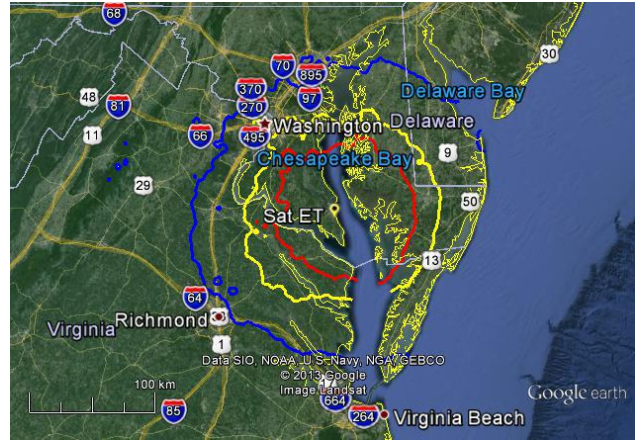 68
30
70
895
Delaware Bay
370
48
81
270
97
Washington
Delaware
11
66
495
Chesapeake Bay
9
29
50
Sat ET
13
64
Richmond
Virginia
1
Data SIO, NOAA, U.S. Navy, NGA, GEBCO
© 2013 Google
Image Landsat
100 km
Google earth
664
85
264
Virginia Beach